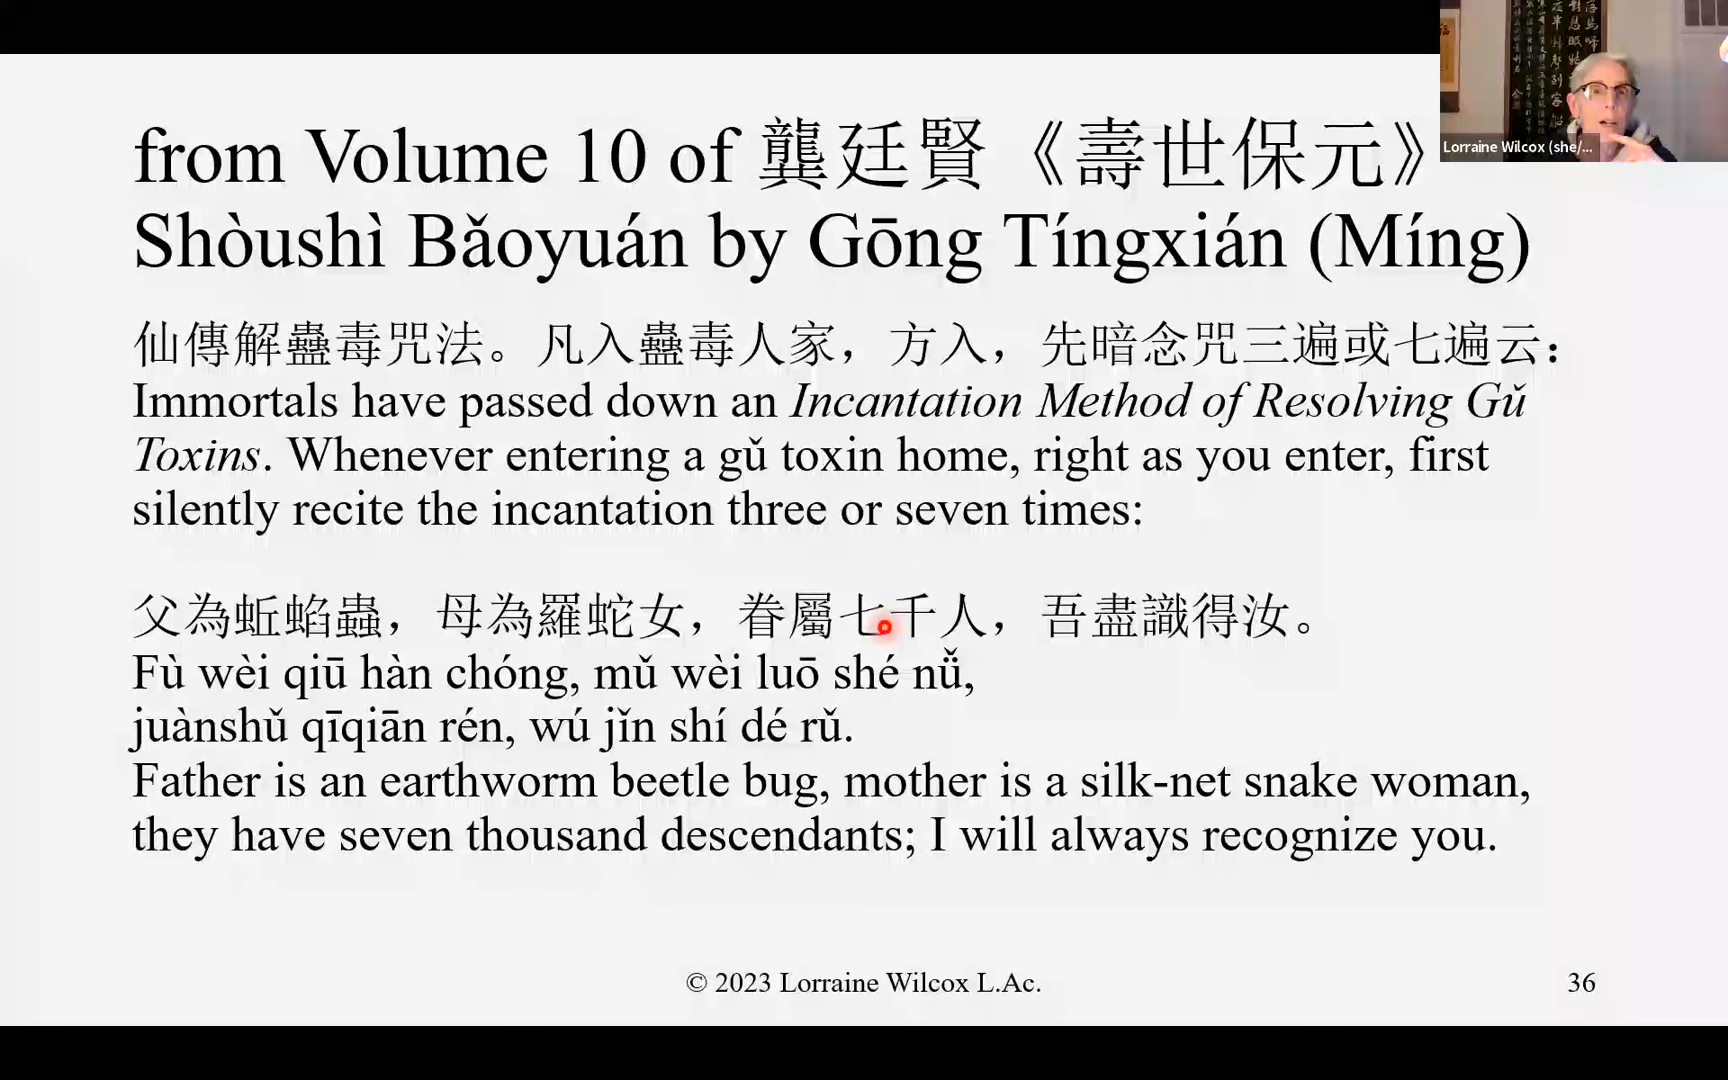 from Volume 10 of 龔廷賢《壽世保元》
Shòushì Bǎoyuán by Gōng Tíngxián (Míng)
仙傳解蠱毒咒法。凡入蠱毒人家，方入，先暗念咒三遍或七遍云：
Immortals have passed down an Incantation Method of Resolving Gǔ
Toxins. Whenever entering a gǔ toxin home, right as you enter, first
silently recite the incantation three or seven times:
父為蚯蜭蟲，母為羅蛇女，眷屬七千人，吾盡識得汝。
Fù wèi qiū hàn chóng, mǔ wèi luō shé nǚ,
juànshǔ qīqiān rén, wú jǐn shí dé rǔ.
Father is an earthworm beetle bug, mother is a silk-net snake woman,
they have seven thousand descendants; I will always recognize you.
© 2023 Lorraine Wilcox L.Ac.
36
Lorraine Wilcox (she/...